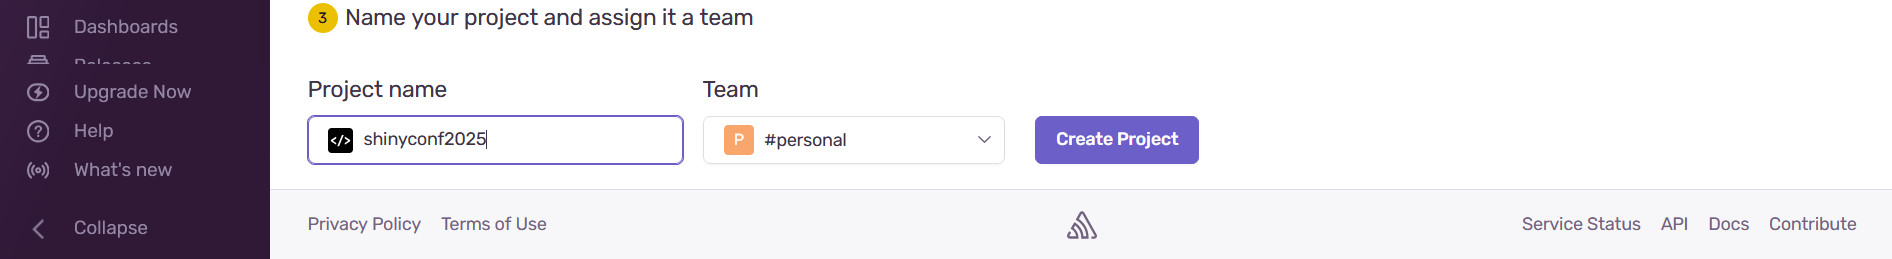 Dashboards
Releases
Upgrade Now
Help
What's new
Collapse
3 Name your project and assign it a team
Project name
</> shinyconf2025
Team
P #personal
Create Project
Privacy Policy Terms of Use
Service Status API Docs Contribute